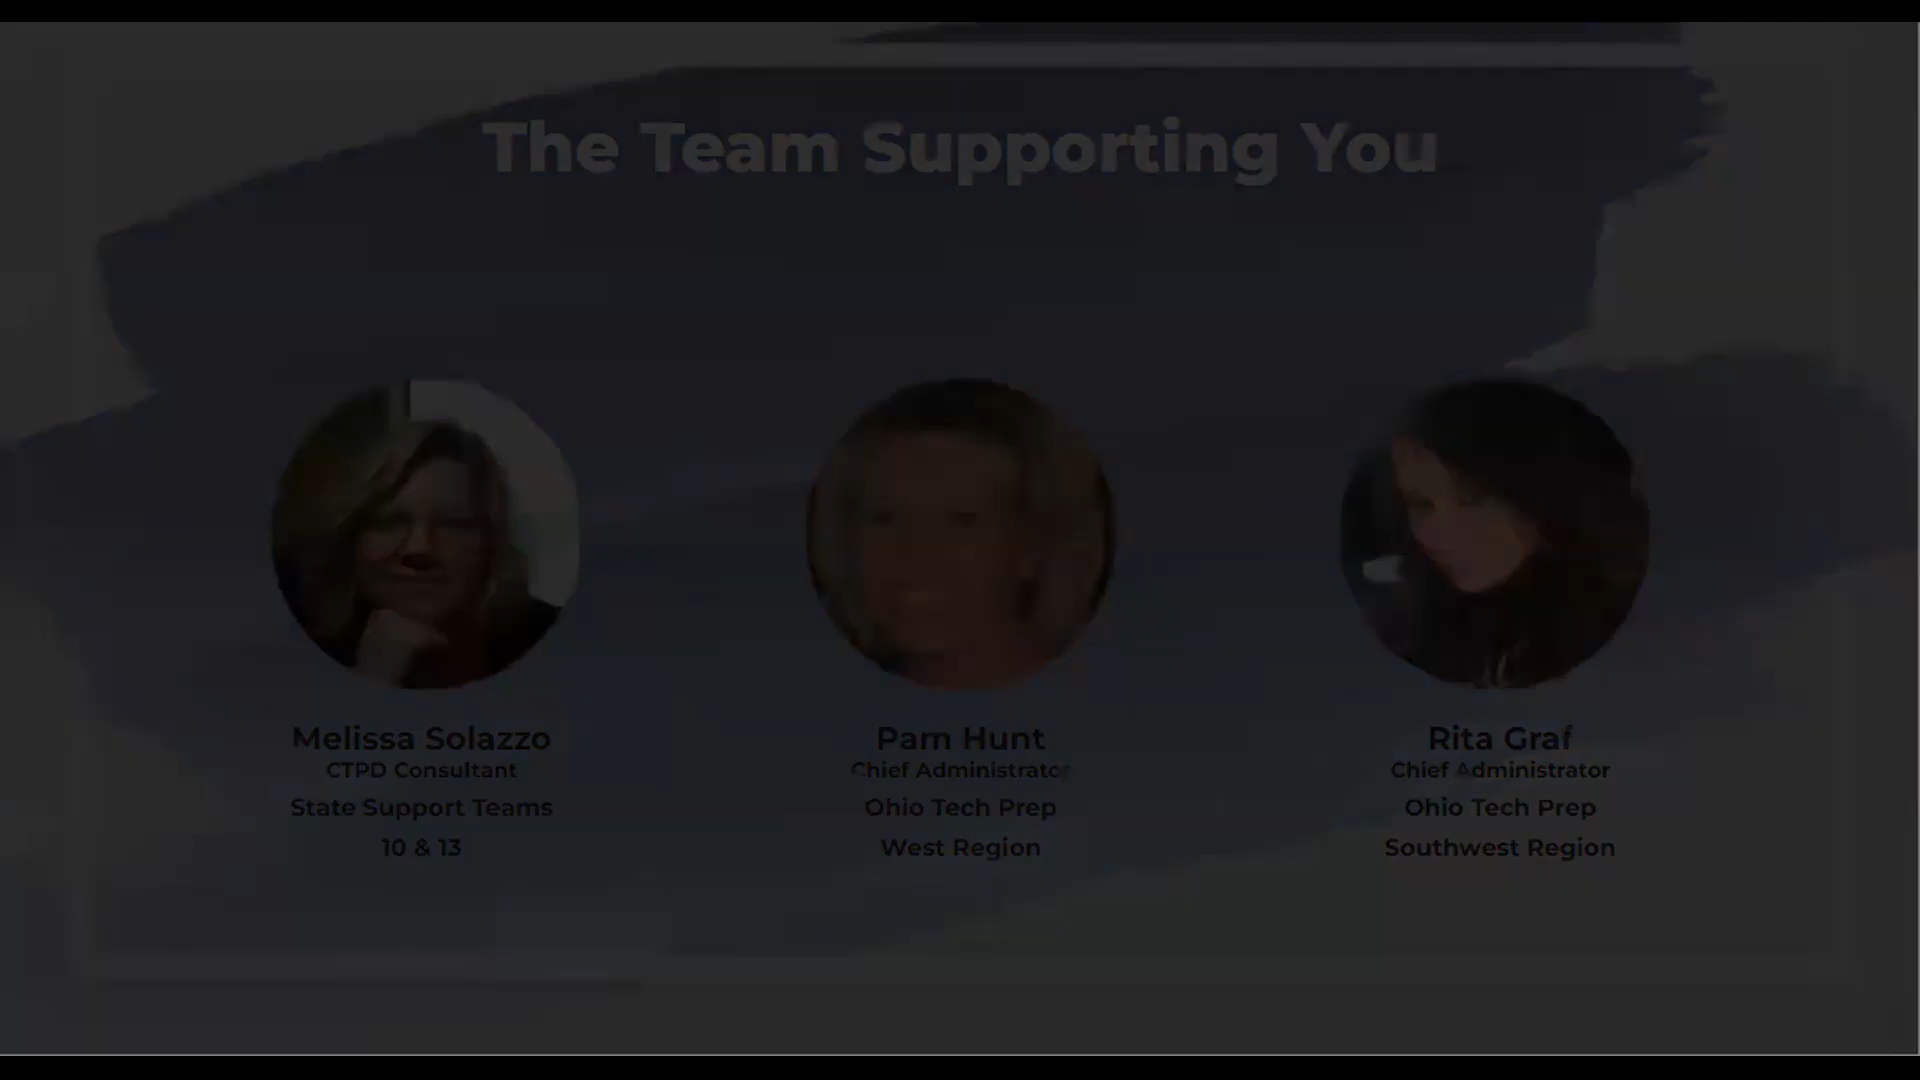 The Team Supporting You
Melissa Solazzo
CTPD Consultant
State Support Teams
10 & 13
Pam Hunt
Chief Administrator
Ohio Tech Prep
West Region
Rita Graf
Chief Administrator
Ohio Tech Prep
Southwest Region